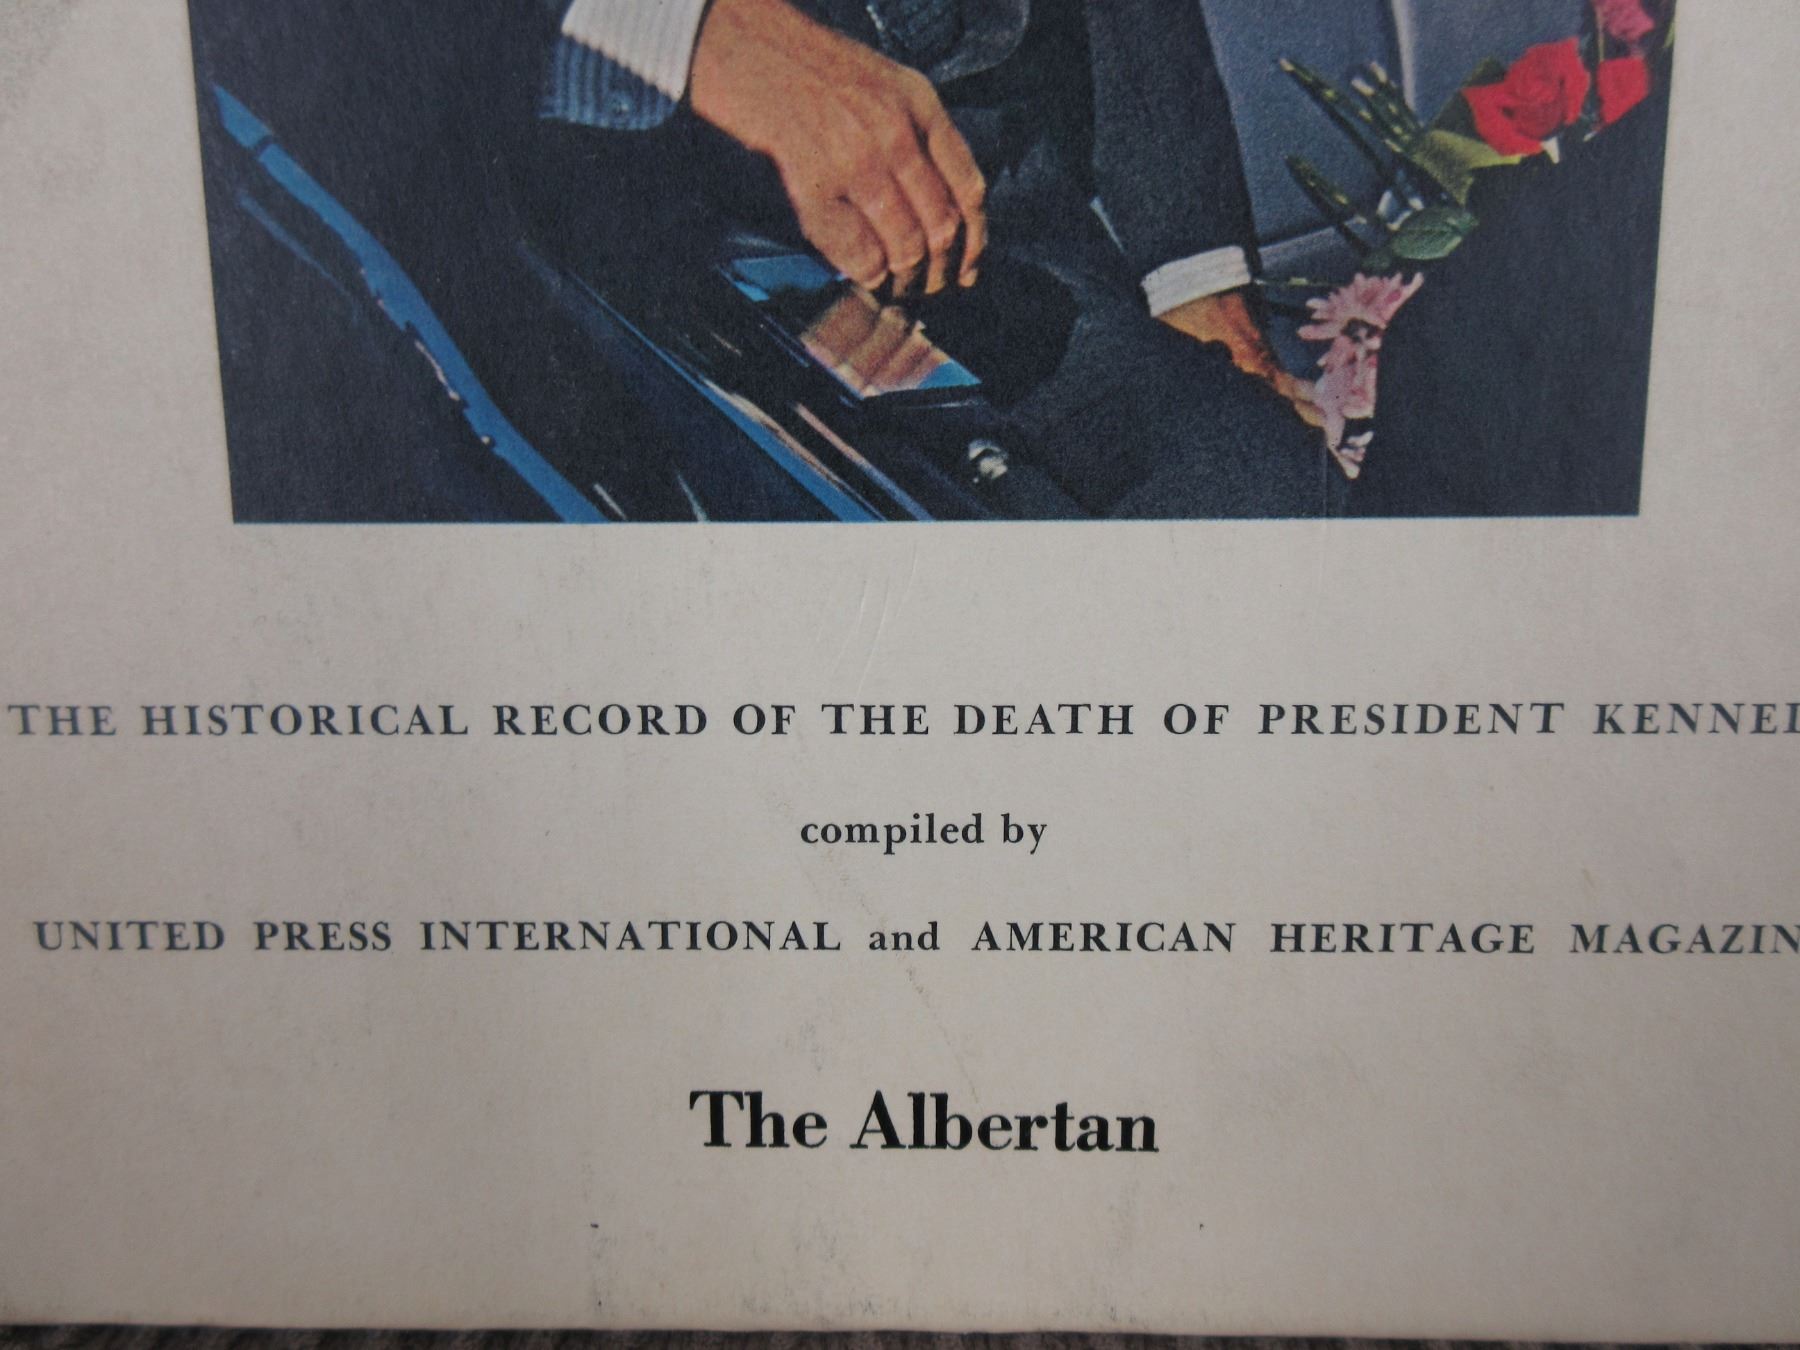 THE HISTORICAL RECORD OF THE DEATH OF PRESIDENT KENNED
compiled by
UNITED PRESS INTERNATIONAL and AMERICAN HERITAGE MAGAZIN
The Albertan